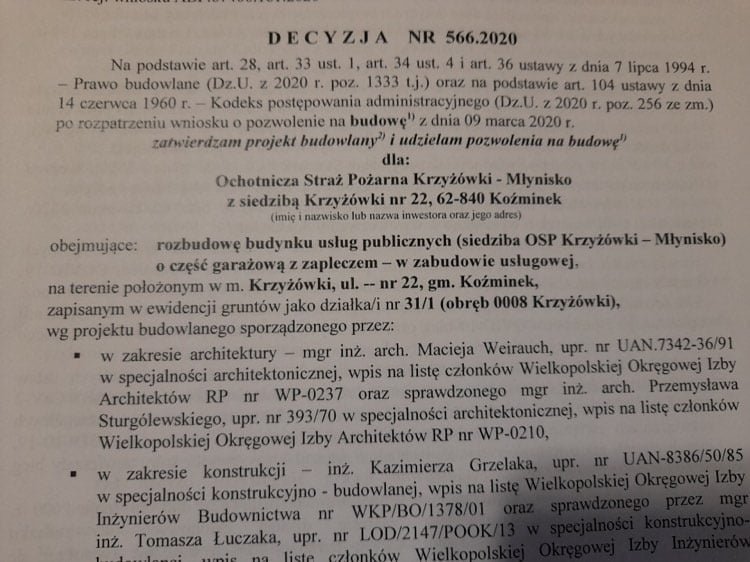 DECYZJA NR 566.2020
Na podstawie art. 28, art. 33 ust. 1, art. 34 ust. 4 i art. 36 ustawy z dnia 7 lipca 1994 r.
– Prawo budowlane (Dz.U. z 2020 r. poz. 1333 t.j.) oraz na podstawie art. 104 ustawy z dnia
14 czerwca 1960 r. – Kodeks postępowania administracyjnego (Dz.U. z 2020 r. poz. 256 ze zm.)
po rozpatrzeniu wniosku o pozwolenie na budowę¹⁾ z dnia 09 marca 2020 r.
zatwierdzam projekt budowlany²⁾ i udzielam pozwolenia na budowę¹⁾
dla:
Ochotnicza Straż Pożarna Krzyżówki - Młynisko
z siedzibą Krzyżówki nr 22, 62-840 Koźminek
(imię i nazwisko lub nazwa inwestora oraz jego adres)
obejmujące: rozbudowę budynku usług publicznych (siedziba OSP Krzyżówki – Młynisko)
o część garażową z zapleczem – w zabudowie usługowej,
na terenie położonym w m. Krzyżówki, ul. -- nr 22, gm. Koźminek,
zapisanym w ewidencji gruntów jako działka/i nr 31/1 (obręb 0008 Krzyżówki),
wg projektu budowlanego sporządzonego przez:
▪ w zakresie architektury – mgr inż. arch. Macieja Weirauch, upr. nr UAN.7342-36/91
w specjalności architektonicznej, wpis na listę członków Wielkopolskiej Okręgowej Izby
Architektów RP nr WP-0237 oraz sprawdzonego mgr inż. arch. Przemysława
Sturgólewskiego, upr. nr 393/70 w specjalności architektonicznej, wpis na listę członków
Wielkopolskiej Okręgowej Izby Architektów RP nr WP-0210,
▪ w zakresie konstrukcji – inż. Kazimierza Grzelaka, upr. nr UAN-8386/50/85
w specjalności konstrukcyjno - budowlanej, wpis na listę Wielkopolskiej Okręgowej Izby
Inżynierów Budownictwa nr WKP/BO/1378/01 oraz sprawdzonego przez mgr
inż. Tomasza Łuczaka, upr. nr LOD/2147/POOK/13 w specjalności konstrukcyjno-
budowlanej, wpis na listę członków Wielkopolskiej Okręgowej Izby Inżynierów